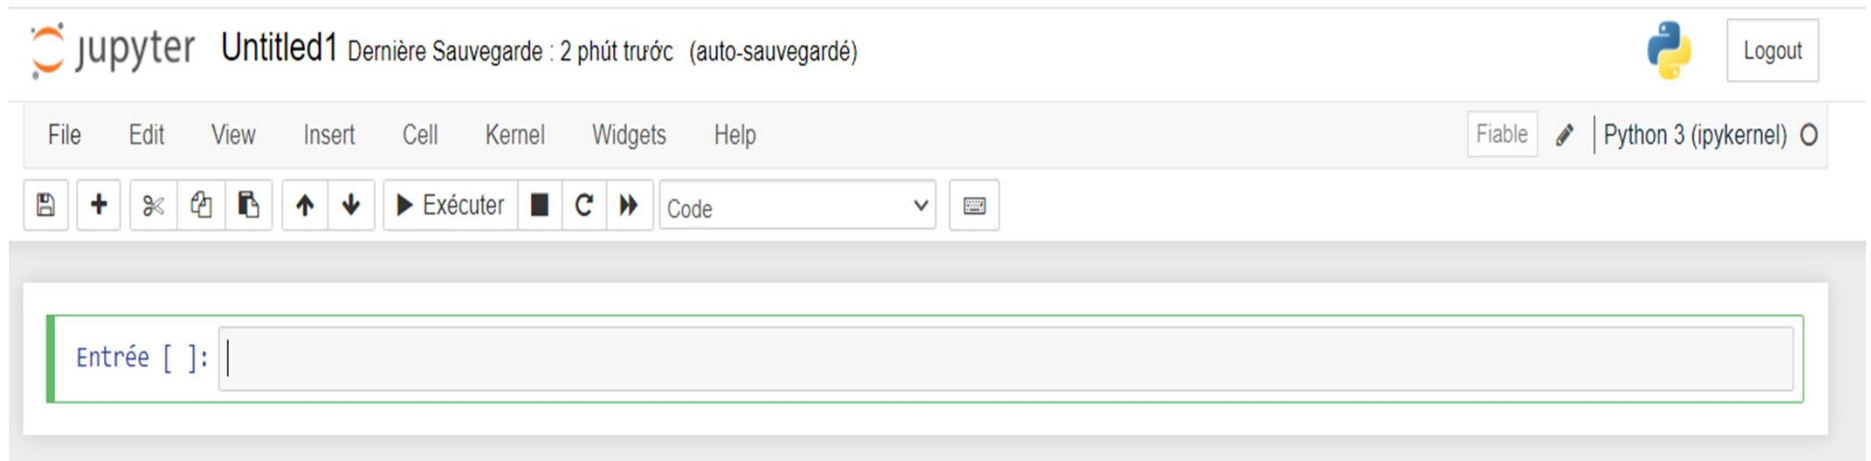 jupyter Untitled1 Dernière Sauvegarde : 2 phút trước (auto-sauvegardé) Logout
File Edit View Insert Cell Kernel Widgets Help Fiable Python 3 (ipykernel)
Exécuter Code
Entrée [ ]: